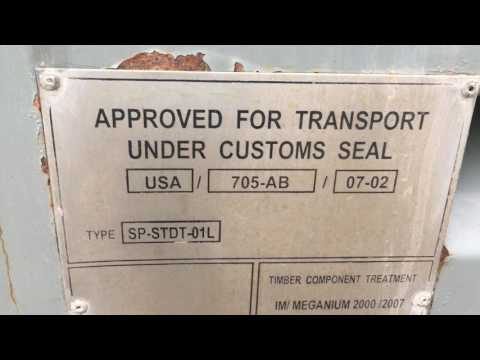 APPROVED FOR TRANSPORT
UNDER CUSTOMS SEAL
USA / 705-AB / 07-02
TYPE SP-STDT-01L
TIMBER COMPONENT TREATMENT
IM/ MEGANIUM 2000 /2007